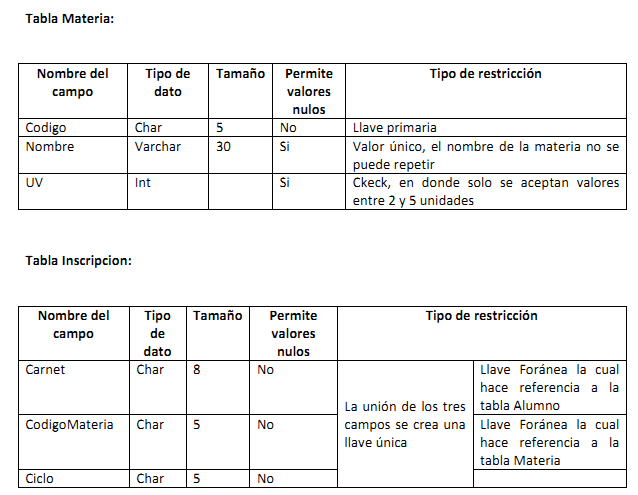 Tabla Materia:
Nombre del campo Tipo de dato Tamaño Permite valores nulos Tipo de restricción
Codigo Char 5 No Llave primaria
Nombre Varchar 30 Si Valor único, el nombre de la materia no se
puede repetir
UV Int Si Ckeck, en donde solo se aceptan valores
entre 2 y 5 unidades
Tabla Inscripcion:
Nombre del campo Tipo de dato Tamaño Permite valores nulos Tipo de restricción
Carnet Char 8 No
La unión de los tres
campos se crea una
llave única
Llave Foránea la cual
hace referencia a la
tabla Alumno
CodigoMateria Char 5 No
Llave Foránea la cual
hace referencia a la
tabla Materia
Ciclo Char 5 No